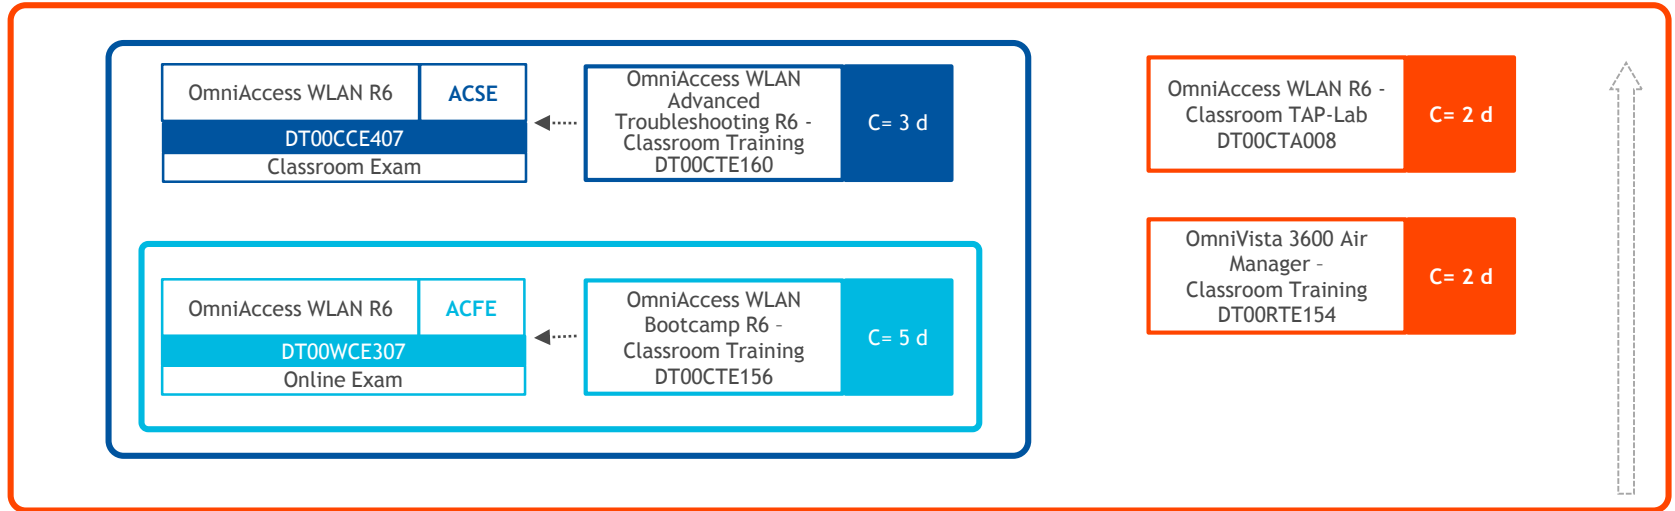 OmniAccess WLAN R6
ACSE
DT00CCE407
Classroom Exam
OmniAccess WLAN
Advanced
Troubleshooting R6 -
Classroom Training
DT00CTE160
C= 3 d
OmniAccess WLAN R6 -
Classroom TAP-Lab
DT00CTA008
C= 2 d
OmniVista 3600 Air
Manager –
Classroom Training
DT00RTE154
C= 2 d
OmniAccess WLAN R6
ACFE
DT00WCE307
Online Exam
OmniAccess WLAN
Bootcamp R6 –
Classroom Training
DT00CTE156
C= 5 d